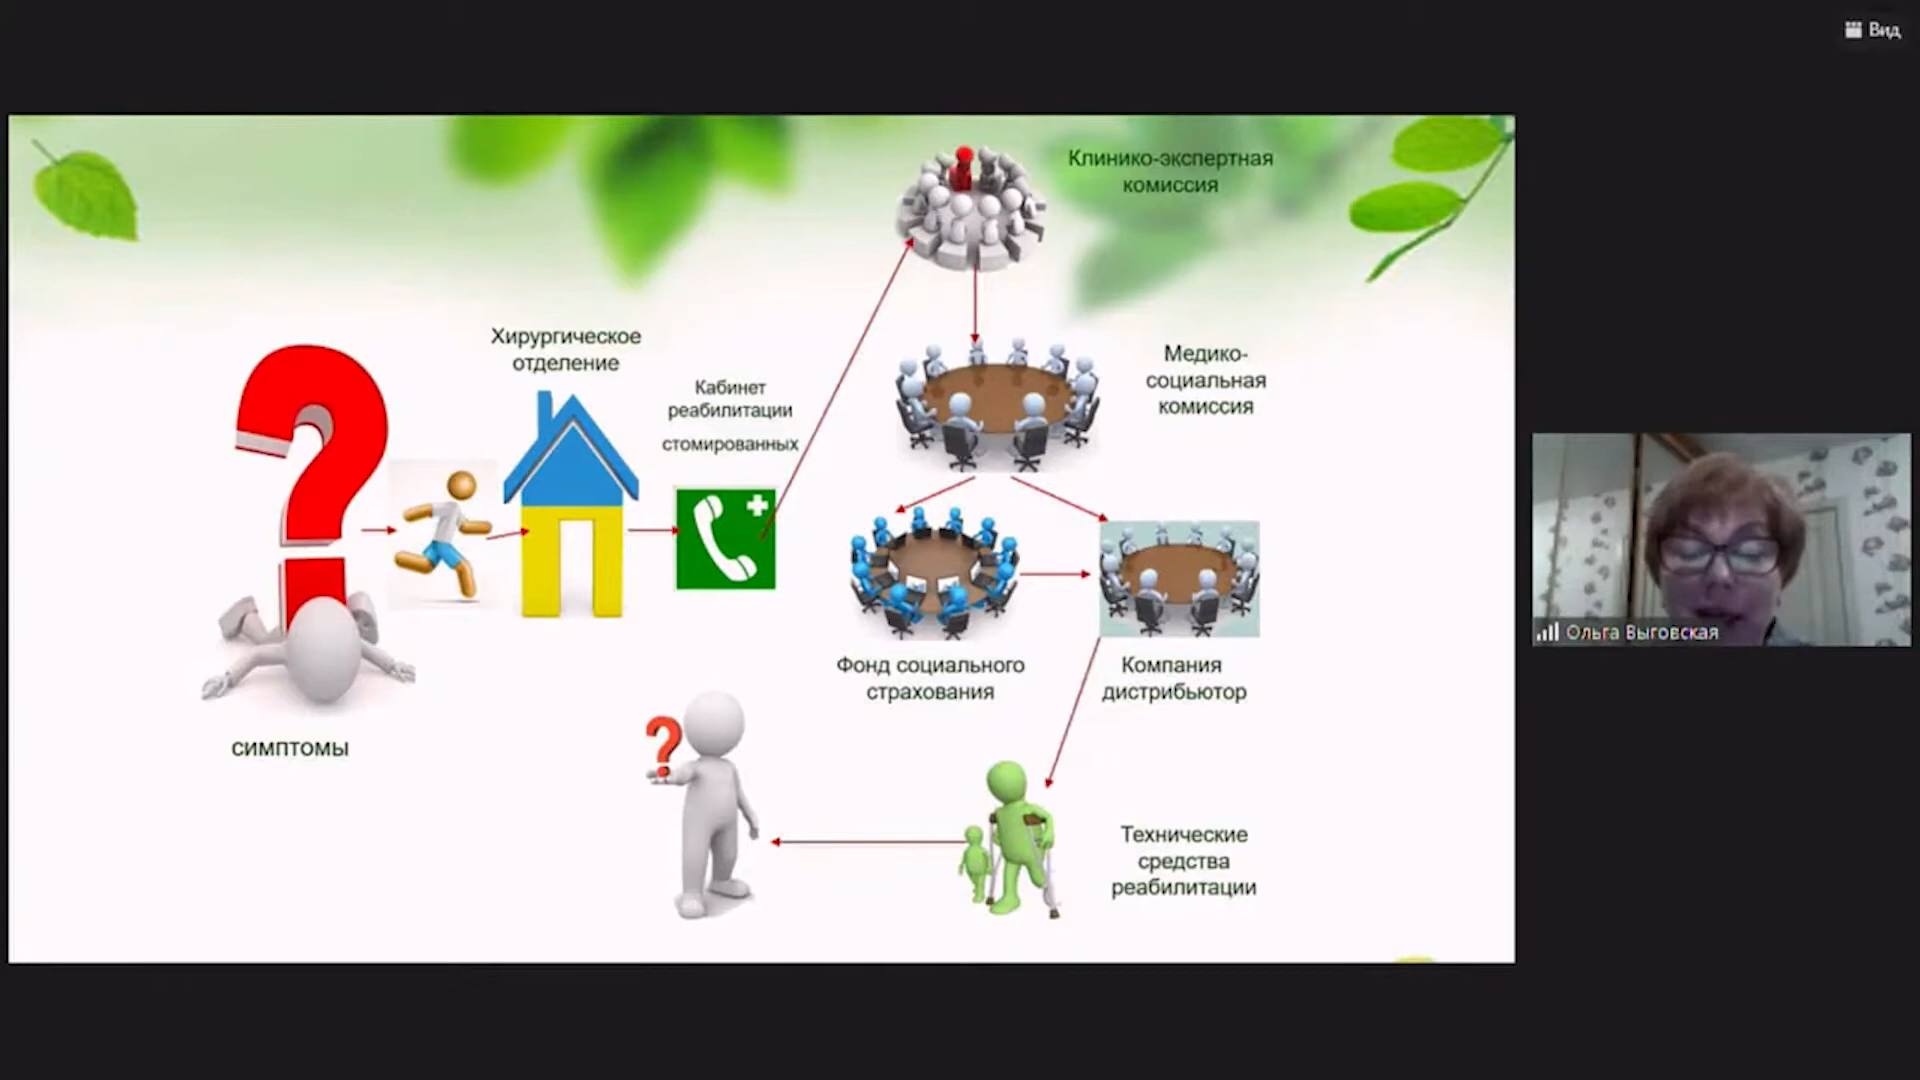 Вид
Клинико-экспертная
комиссия
Хирургическое
отделение
Кабинет
реабилитации
стомированных
Медико-
социальная
комиссия
Фонд социального
страхования
Компания
дистрибьютор
симптомы
Технические
средства
реабилитации
Ольга Выговская